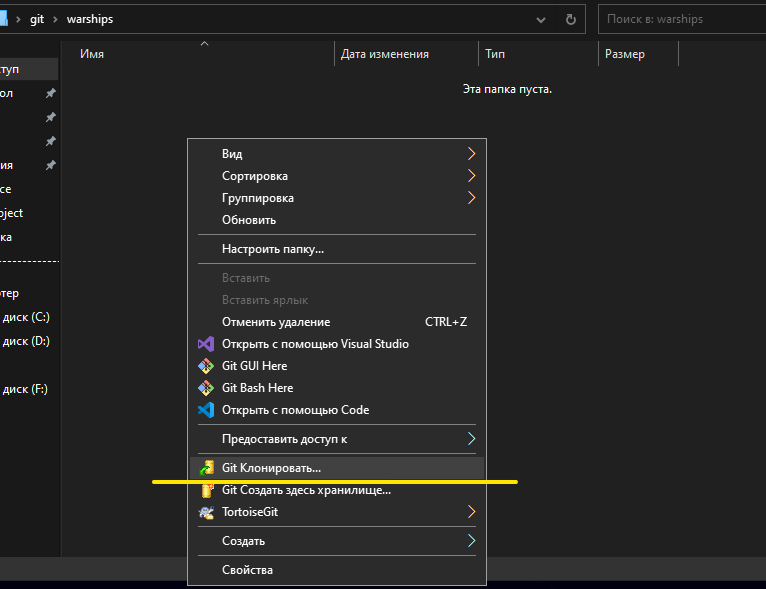 git
warships
Поиск в: warships
Имя
Дата изменения
Тип
Размер
Эта папка пуста.
туп
ол
ия
ce
oject
ка
тер
диск (C:)
диск (D:)
диск (F:)
Вид
Сортировка
Группировка
Обновить
Настроить папку...
Вставить
Вставить ярлык
Отменить удаление CTRL+Z
Открыть с помощью Visual Studio
Git GUI Here
Git Bash Here
Открыть с помощью Code
Предоставить доступ к
Git Клонировать...
Git Создать здесь хранилище...
TortoiseGit
Создать
Свойства